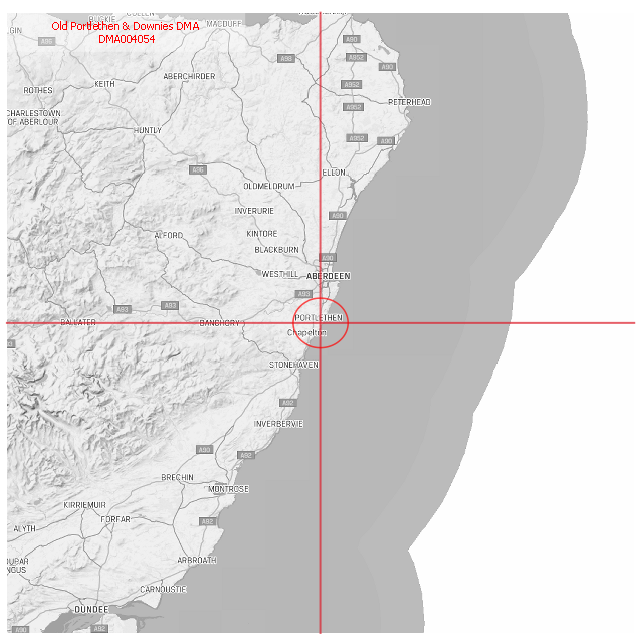 Old Portlethen & Downies DMA
DMA004054
BUCKIE
CULLEN
MACDUFF
A96
A98
A90
A952
A90
ABERCHIRDER
KEITH
ROTHES
A952
PETERHEAD
A952
CHARLESTOWN
OF ABERLOUR
HUNTLY
A952
A90
A96
ELLON
OLDMELDRUM
INVERURIE
A90
KINTORE
ALFORD
BLACKBURN
A90
WESTHILL
ABERDEEN
A93
A93
A93
PORTLETHEN
BALLATER
BANCHORY
Chapelton
STONEHAVEN
A92
INVERBERVIE
A90
A92
BRECHIN
MONTROSE
KIRRIEMUIR
FORFAR
A92
ALYTH
ARBROATH
CARNOUSTIE
DUNDEE
A90
A92